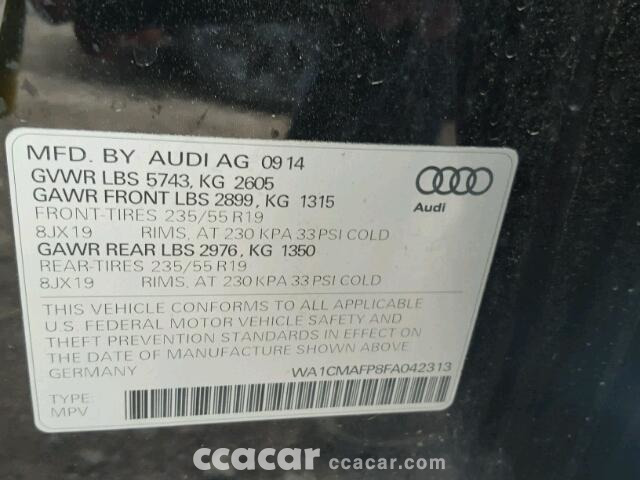 MFD. BY AUDI AG 0914
GVWR LBS 5743, KG 2605
GAWR FRONT LBS 2899, KG 1315
FRONT-TIRES 235/55 R19
8JX19 RIMS, AT 230 KPA 33 PSI COLD
GAWR REAR LBS 2976, KG 1350
REAR-TIRES 235/55 R19
8JX19 RIMS, AT 230 KPA 33 PSI COLD
Audi
THIS VEHICLE CONFORMS TO ALL APPLICABLE
U.S. FEDERAL MOTOR VEHICLE SAFETY AND
THEFT PREVENTION STANDARDS IN EFFECT ON
THE DATE OF MANUFACTURE SHOWN ABOVE.
GERMANY WA1CMAFP8FA042313
TYPE:
MPV
ccacar ccacar.com